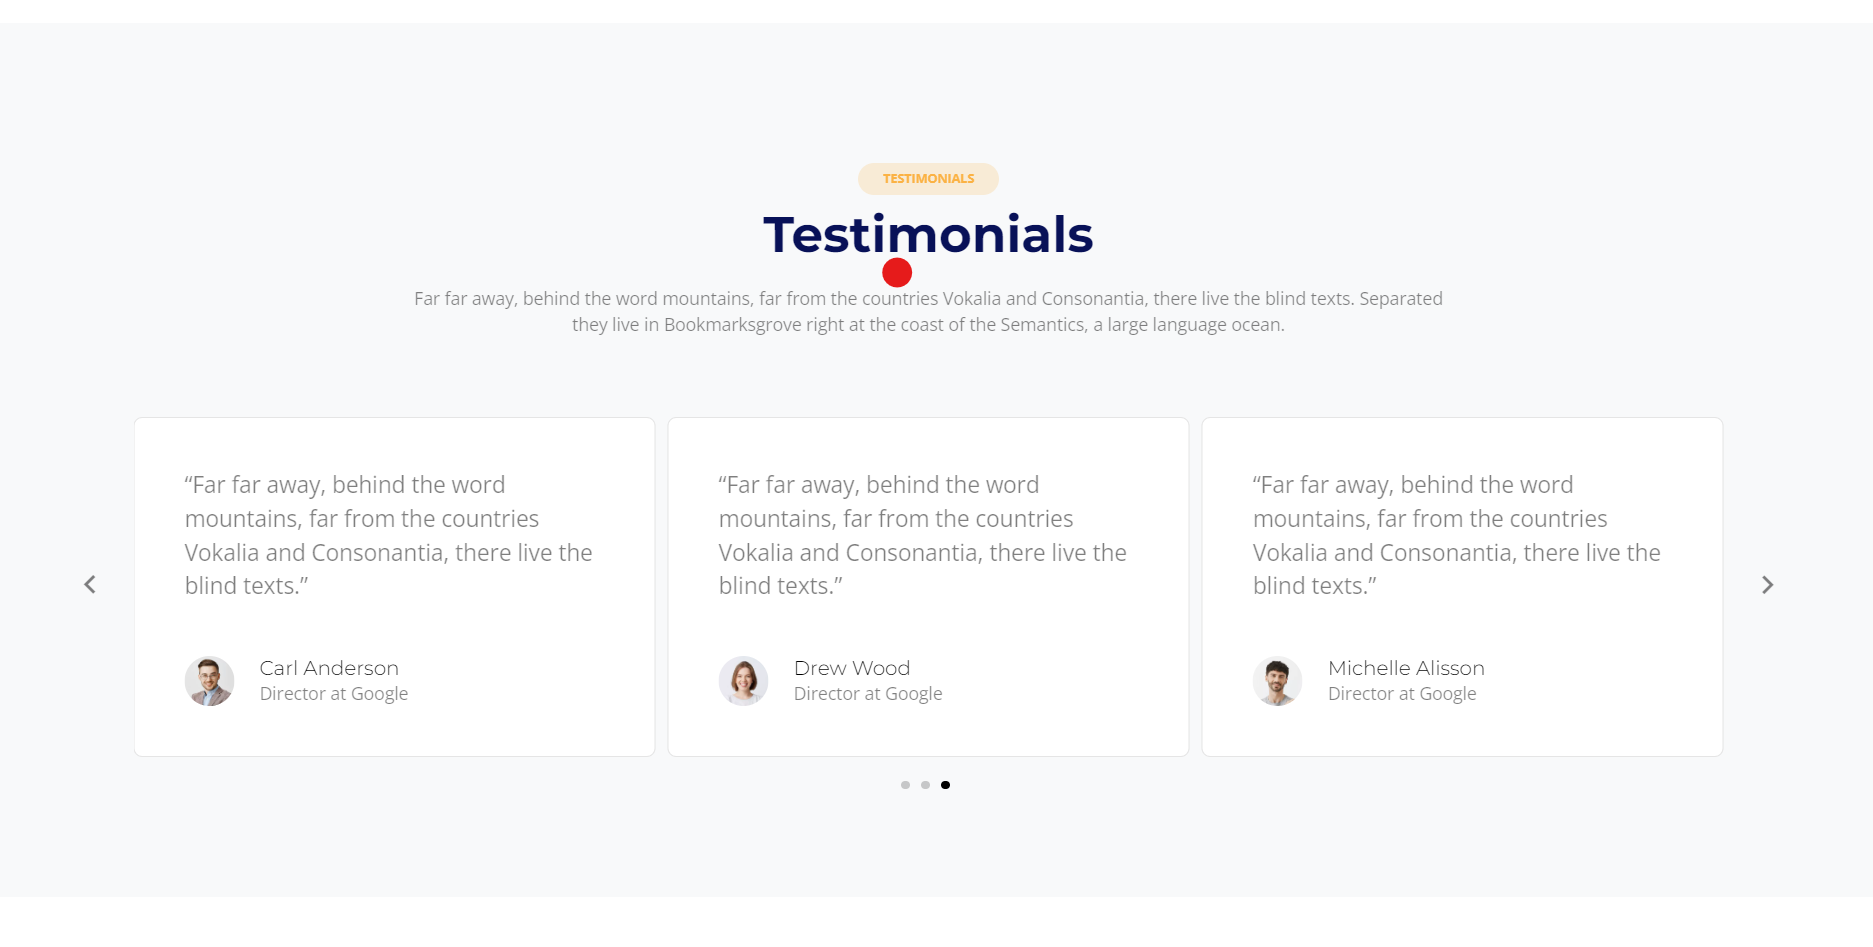 TESTIMONIALS
Testimonials
Far far away, behind the word mountains, far from the countries Vokalia and Consonantia, there live the blind texts. Separated
they live in Bookmarksgrove right at the coast of the Semantics, a large language ocean.
“Far far away, behind the word
mountains, far from the countries
Vokalia and Consonantia, there live the
blind texts.”
Carl Anderson
Director at Google
“Far far away, behind the word
mountains, far from the countries
Vokalia and Consonantia, there live the
blind texts.”
Drew Wood
Director at Google
“Far far away, behind the word
mountains, far from the countries
Vokalia and Consonantia, there live the
blind texts.”
Michelle Alisson
Director at Google